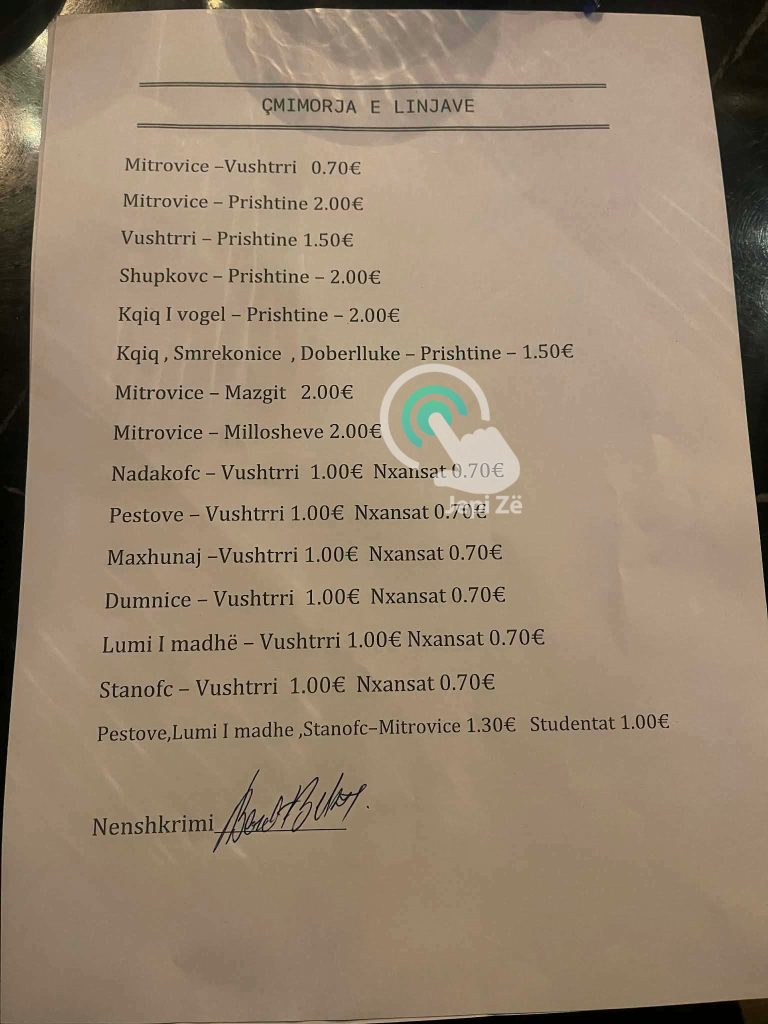 ÇMIMORJA E LINJAVE
Mitrovice –Vushtrri 0.70€
Mitrovice – Prishtine 2.00€
Vushtrri – Prishtine 1.50€
Shupkovc – Prishtine – 2.00€
Kqiq I vogel – Prishtine – 2.00€
Kqiq , Smrekonice , Doberlluke – Prishtine – 1.50€
Mitrovice – Mazgit 2.00€
Mitrovice – Millosheve 2.00€
Nadakofc – Vushtrri 1.00€ Nxansat 0.70€
Jepi Zë
Pestove – Vushtrri 1.00€ Nxansat 0.70€
Maxhunaj –Vushtrri 1.00€ Nxansat 0.70€
Dumnice – Vushtrri 1.00€ Nxansat 0.70€
Lumi I madhë – Vushtrri 1.00€ Nxansat 0.70€
Stanofc – Vushtrri 1.00€ Nxansat 0.70€
Pestove,Lumi I madhe ,Stanofc–Mitrovice 1.30€ Studentat 1.00€
Nenshkrimi